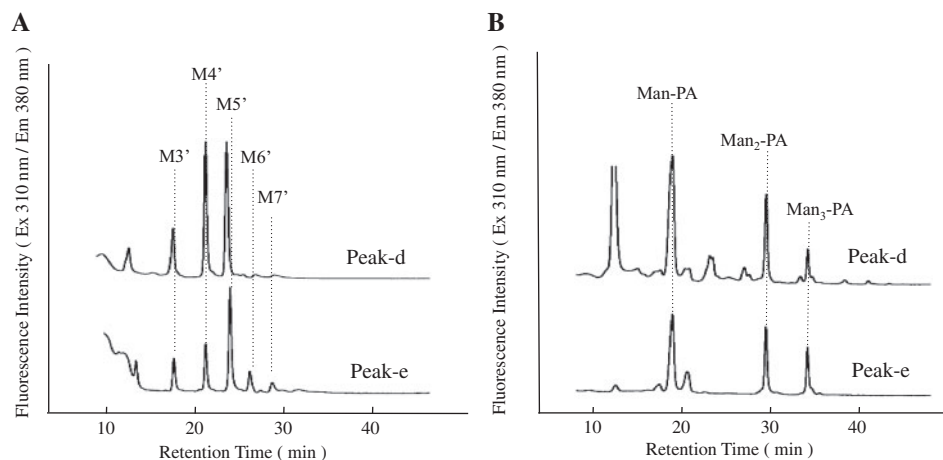 A
Fluorescence Intensity ( Ex 310 nm / Em 380 nm )
M3’
M4’
M5’
M6’
M7’
Peak-d
Peak-e
10 20 30 40
Retention Time ( min )
B
Fluorescence Intensity ( Ex 310 nm / Em 380 nm )
Man-PA
Man₂-PA
Man₃-PA
Peak-d
Peak-e
10 20 30 40
Retention Time ( min )